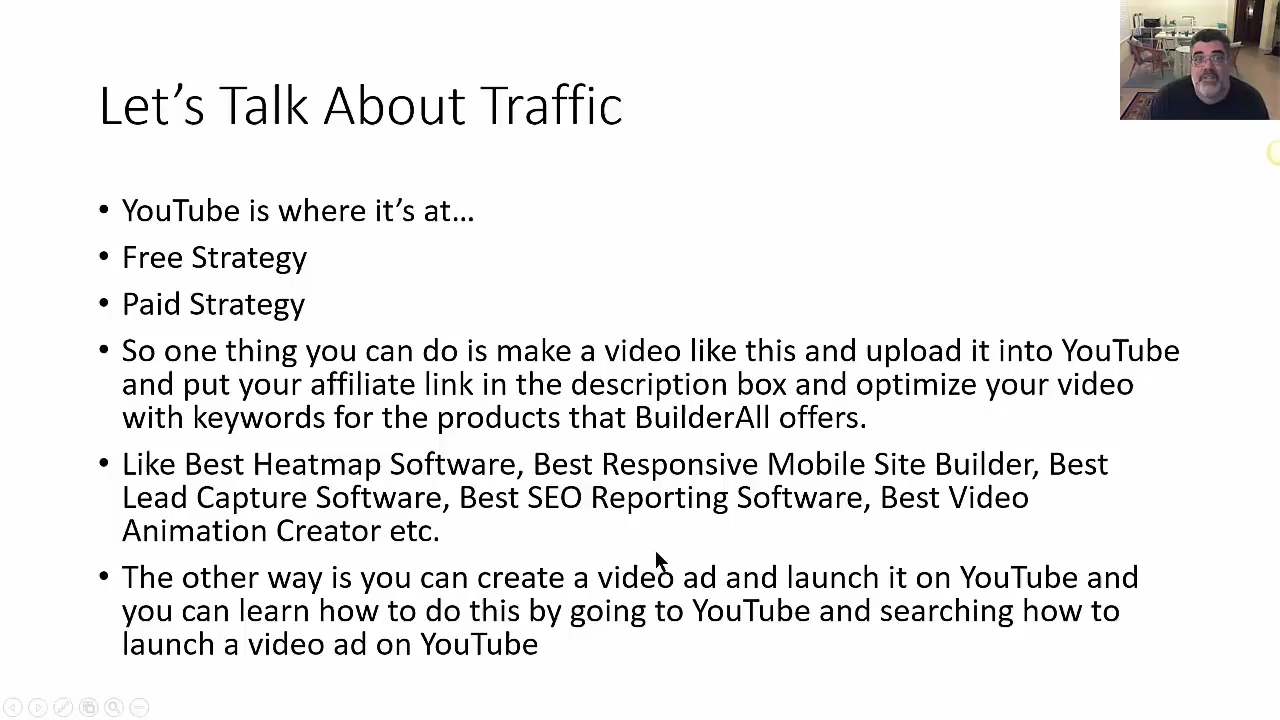 Let's Talk About Traffic
• YouTube is where it's at…
• Free Strategy
• Paid Strategy
• So one thing you can do is make a video like this and upload it into YouTube
and put your affiliate link in the description box and optimize your video
with keywords for the products that BuilderAll offers.
• Like Best Heatmap Software, Best Responsive Mobile Site Builder, Best
Lead Capture Software, Best SEO Reporting Software, Best Video
Animation Creator etc.
• The other way is you can create a video ad and launch it on YouTube and
you can learn how to do this by going to YouTube and searching how to
launch a video ad on YouTube